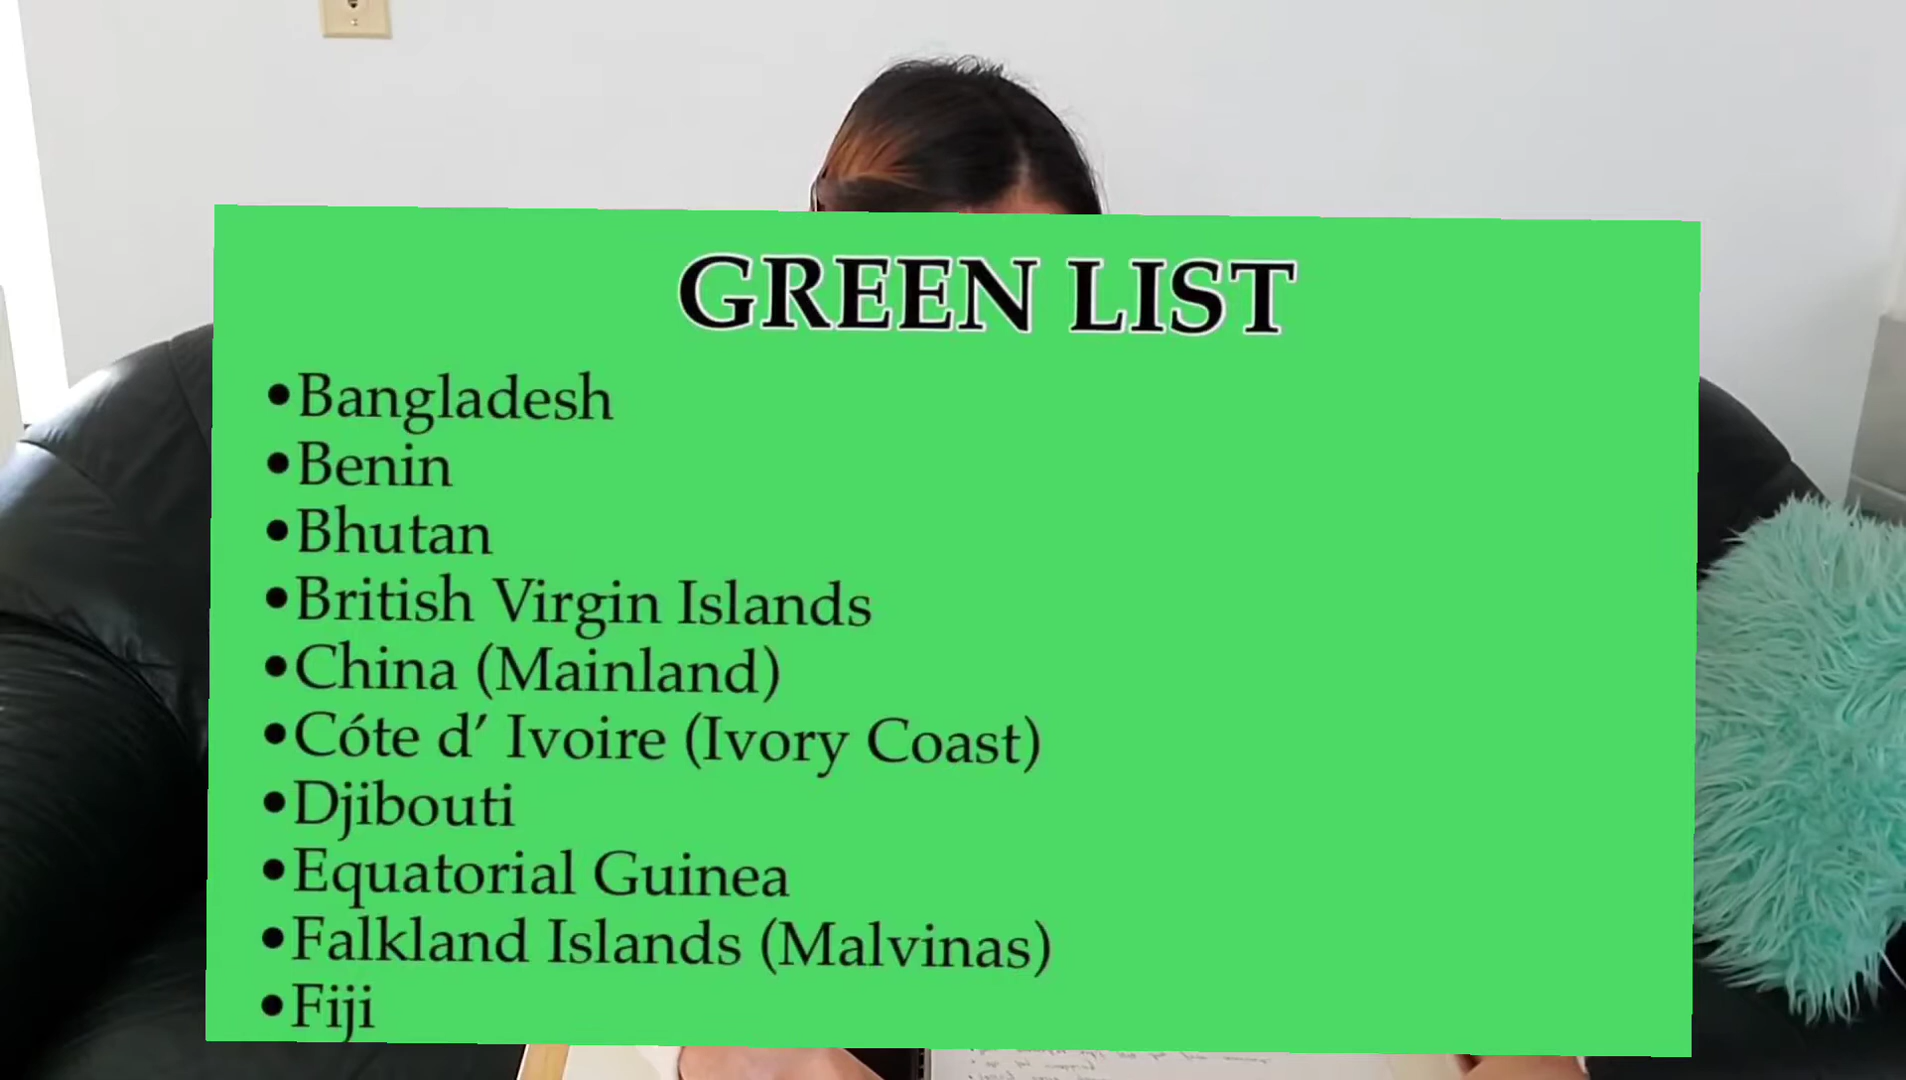 GREEN LIST
•Bangladesh
•Benin
•Bhutan
•British Virgin Islands
•China (Mainland)
•Cóte d’ Ivoire (Ivory Coast)
•Djibouti
•Equatorial Guinea
•Falkland Islands (Malvinas)
•Fiji